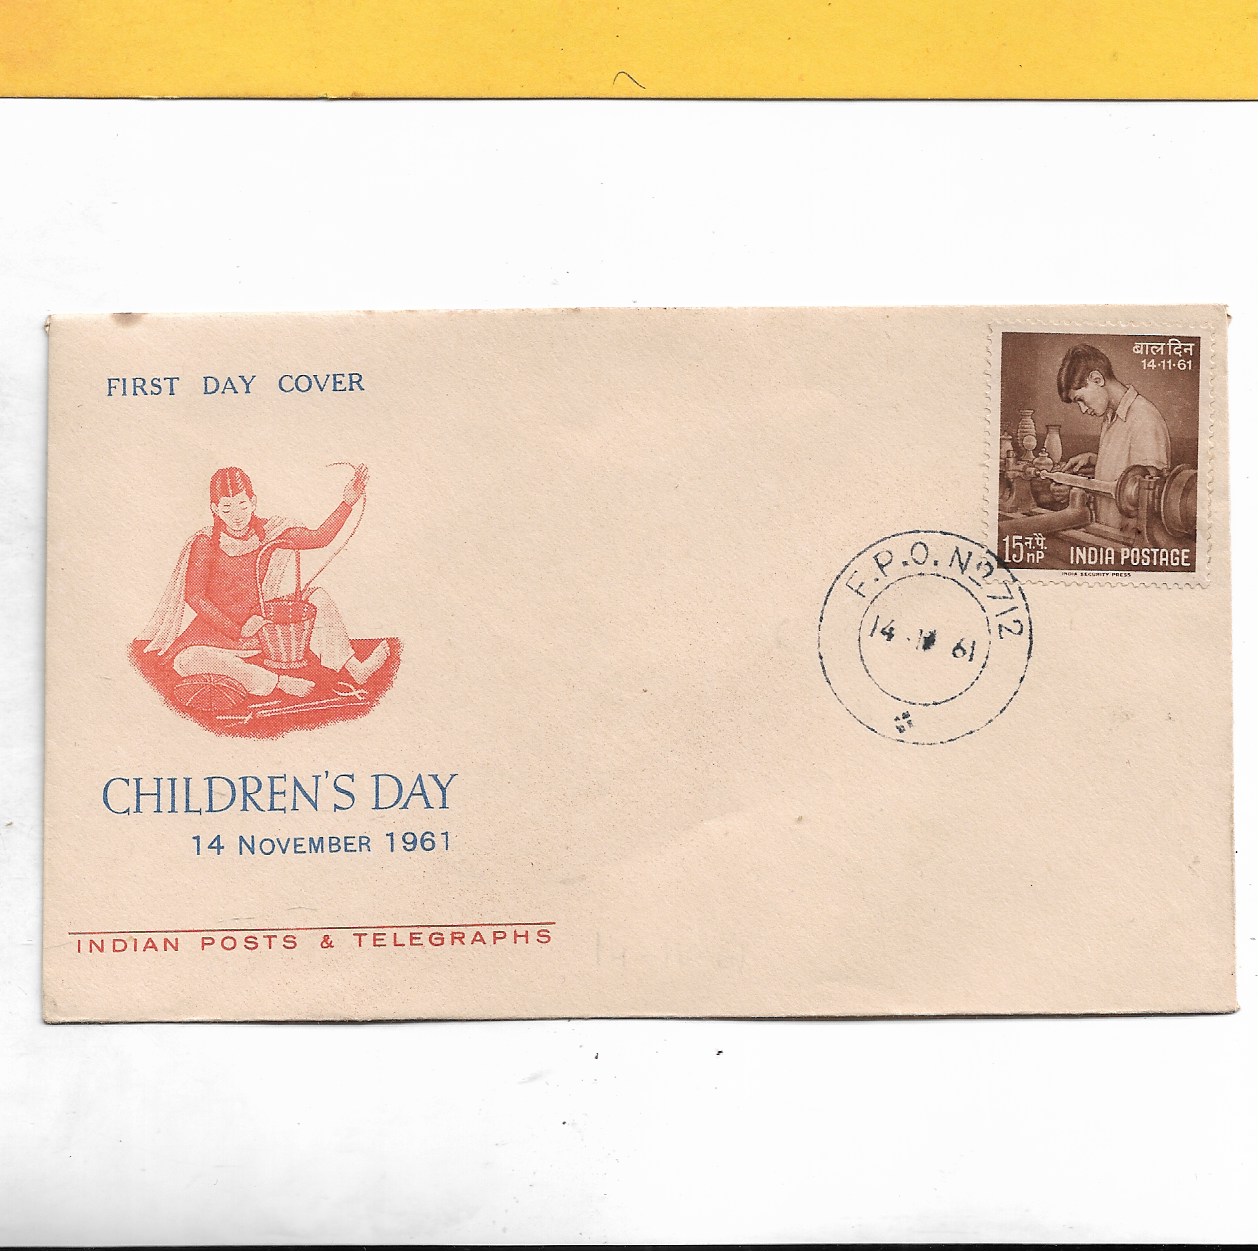 FIRST DAY COVER
बाल दिन
14·11·61
15 न.पै.
nP
INDIA POSTAGE
INDIA SECURITY PRESS
F.P.O. No 712
14 61
CHILDREN'S DAY
14 NOVEMBER 1961
INDIAN POSTS & TELEGRAPHS